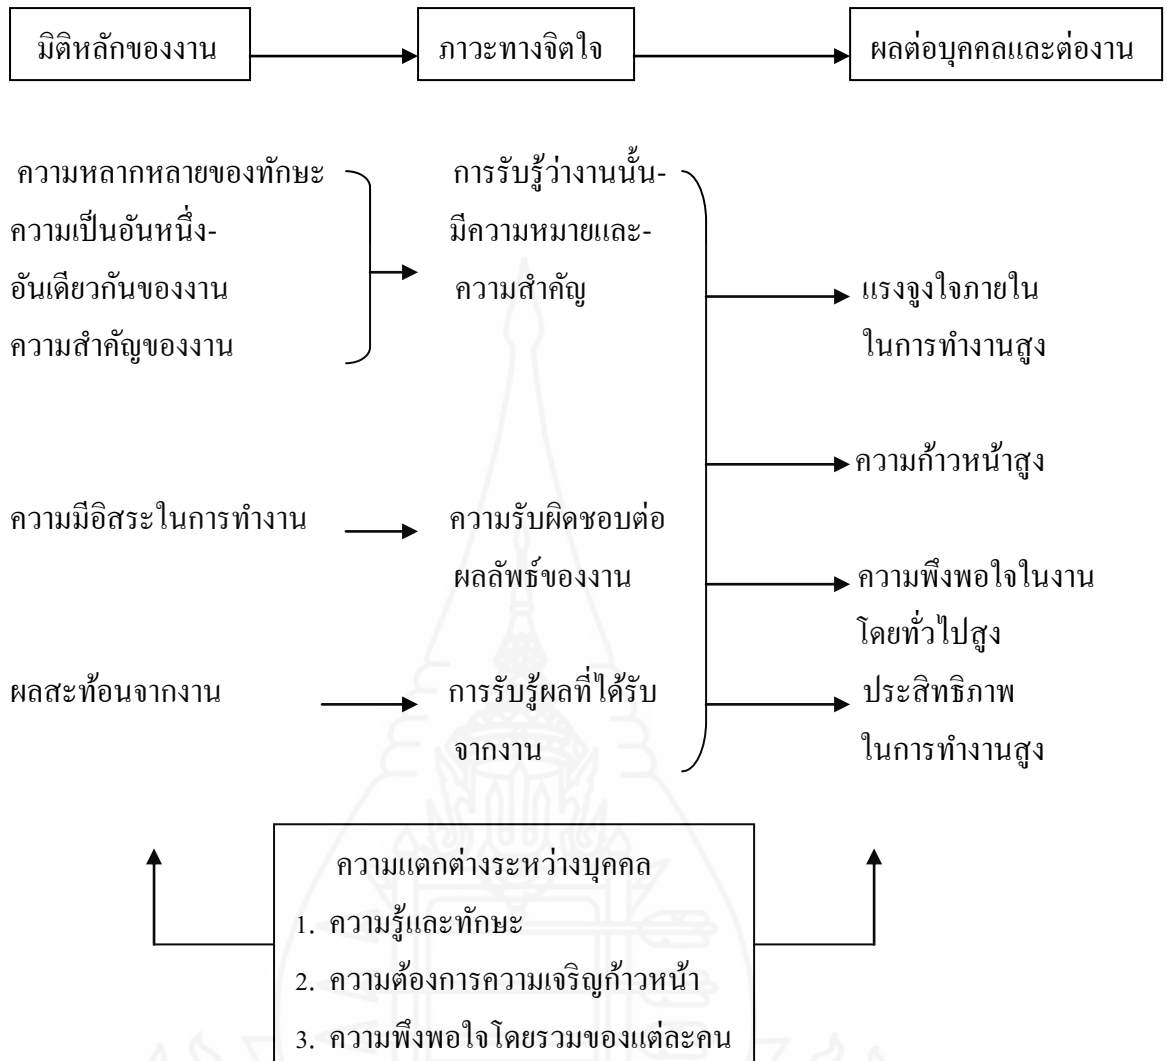 มิติหลักของงาน ภาวะทางจิตใจ ผลต่อบุคคลและต่องาน
ความหลากหลายของทักษะ
ความเป็นอันหนึ่ง-
อันเดียวกันของงาน
ความสำคัญของงาน
การรับรู้ว่างานนั้น-
มีความหมายและ-
ความสำคัญ
แรงจูงใจภายใน
ในการทำงานสูง
ความก้าวหน้าสูง
ความมีอิสระในการทำงาน
ความรับผิดชอบต่อ
ผลลัพธ์ของงาน
ความพึงพอใจในงาน
โดยทั่วไปสูง
ผลสะท้อนจากงาน
การรับรู้ผลที่ได้รับ
จากงาน
ประสิทธิภาพ
ในการทำงานสูง
ความแตกต่างระหว่างบุคคล
1. ความรู้และทักษะ
2. ความต้องการความเจริญก้าวหน้า
3. ความพึงพอใจโดยรวมของแต่ละคน